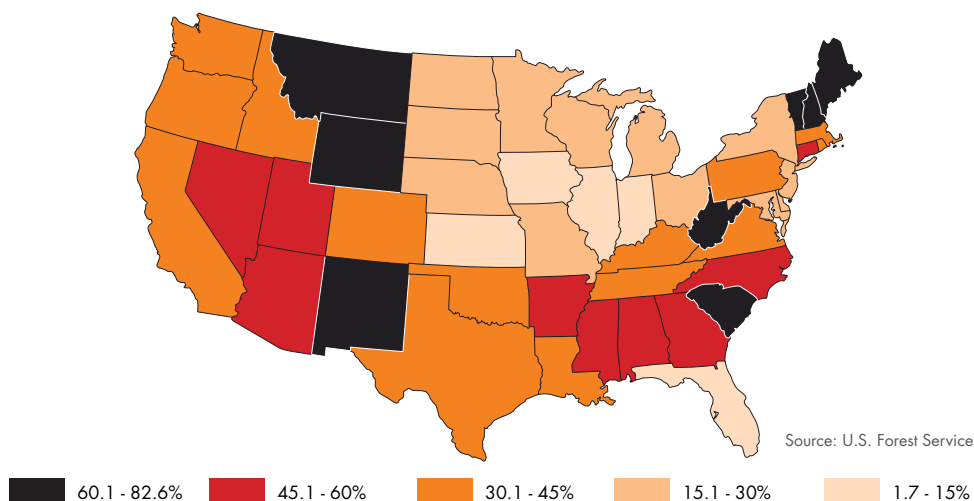 Source: U.S. Forest Service
60.1 - 82.6% 45.1 - 60% 30.1 - 45% 15.1 - 30% 1.7 - 15%